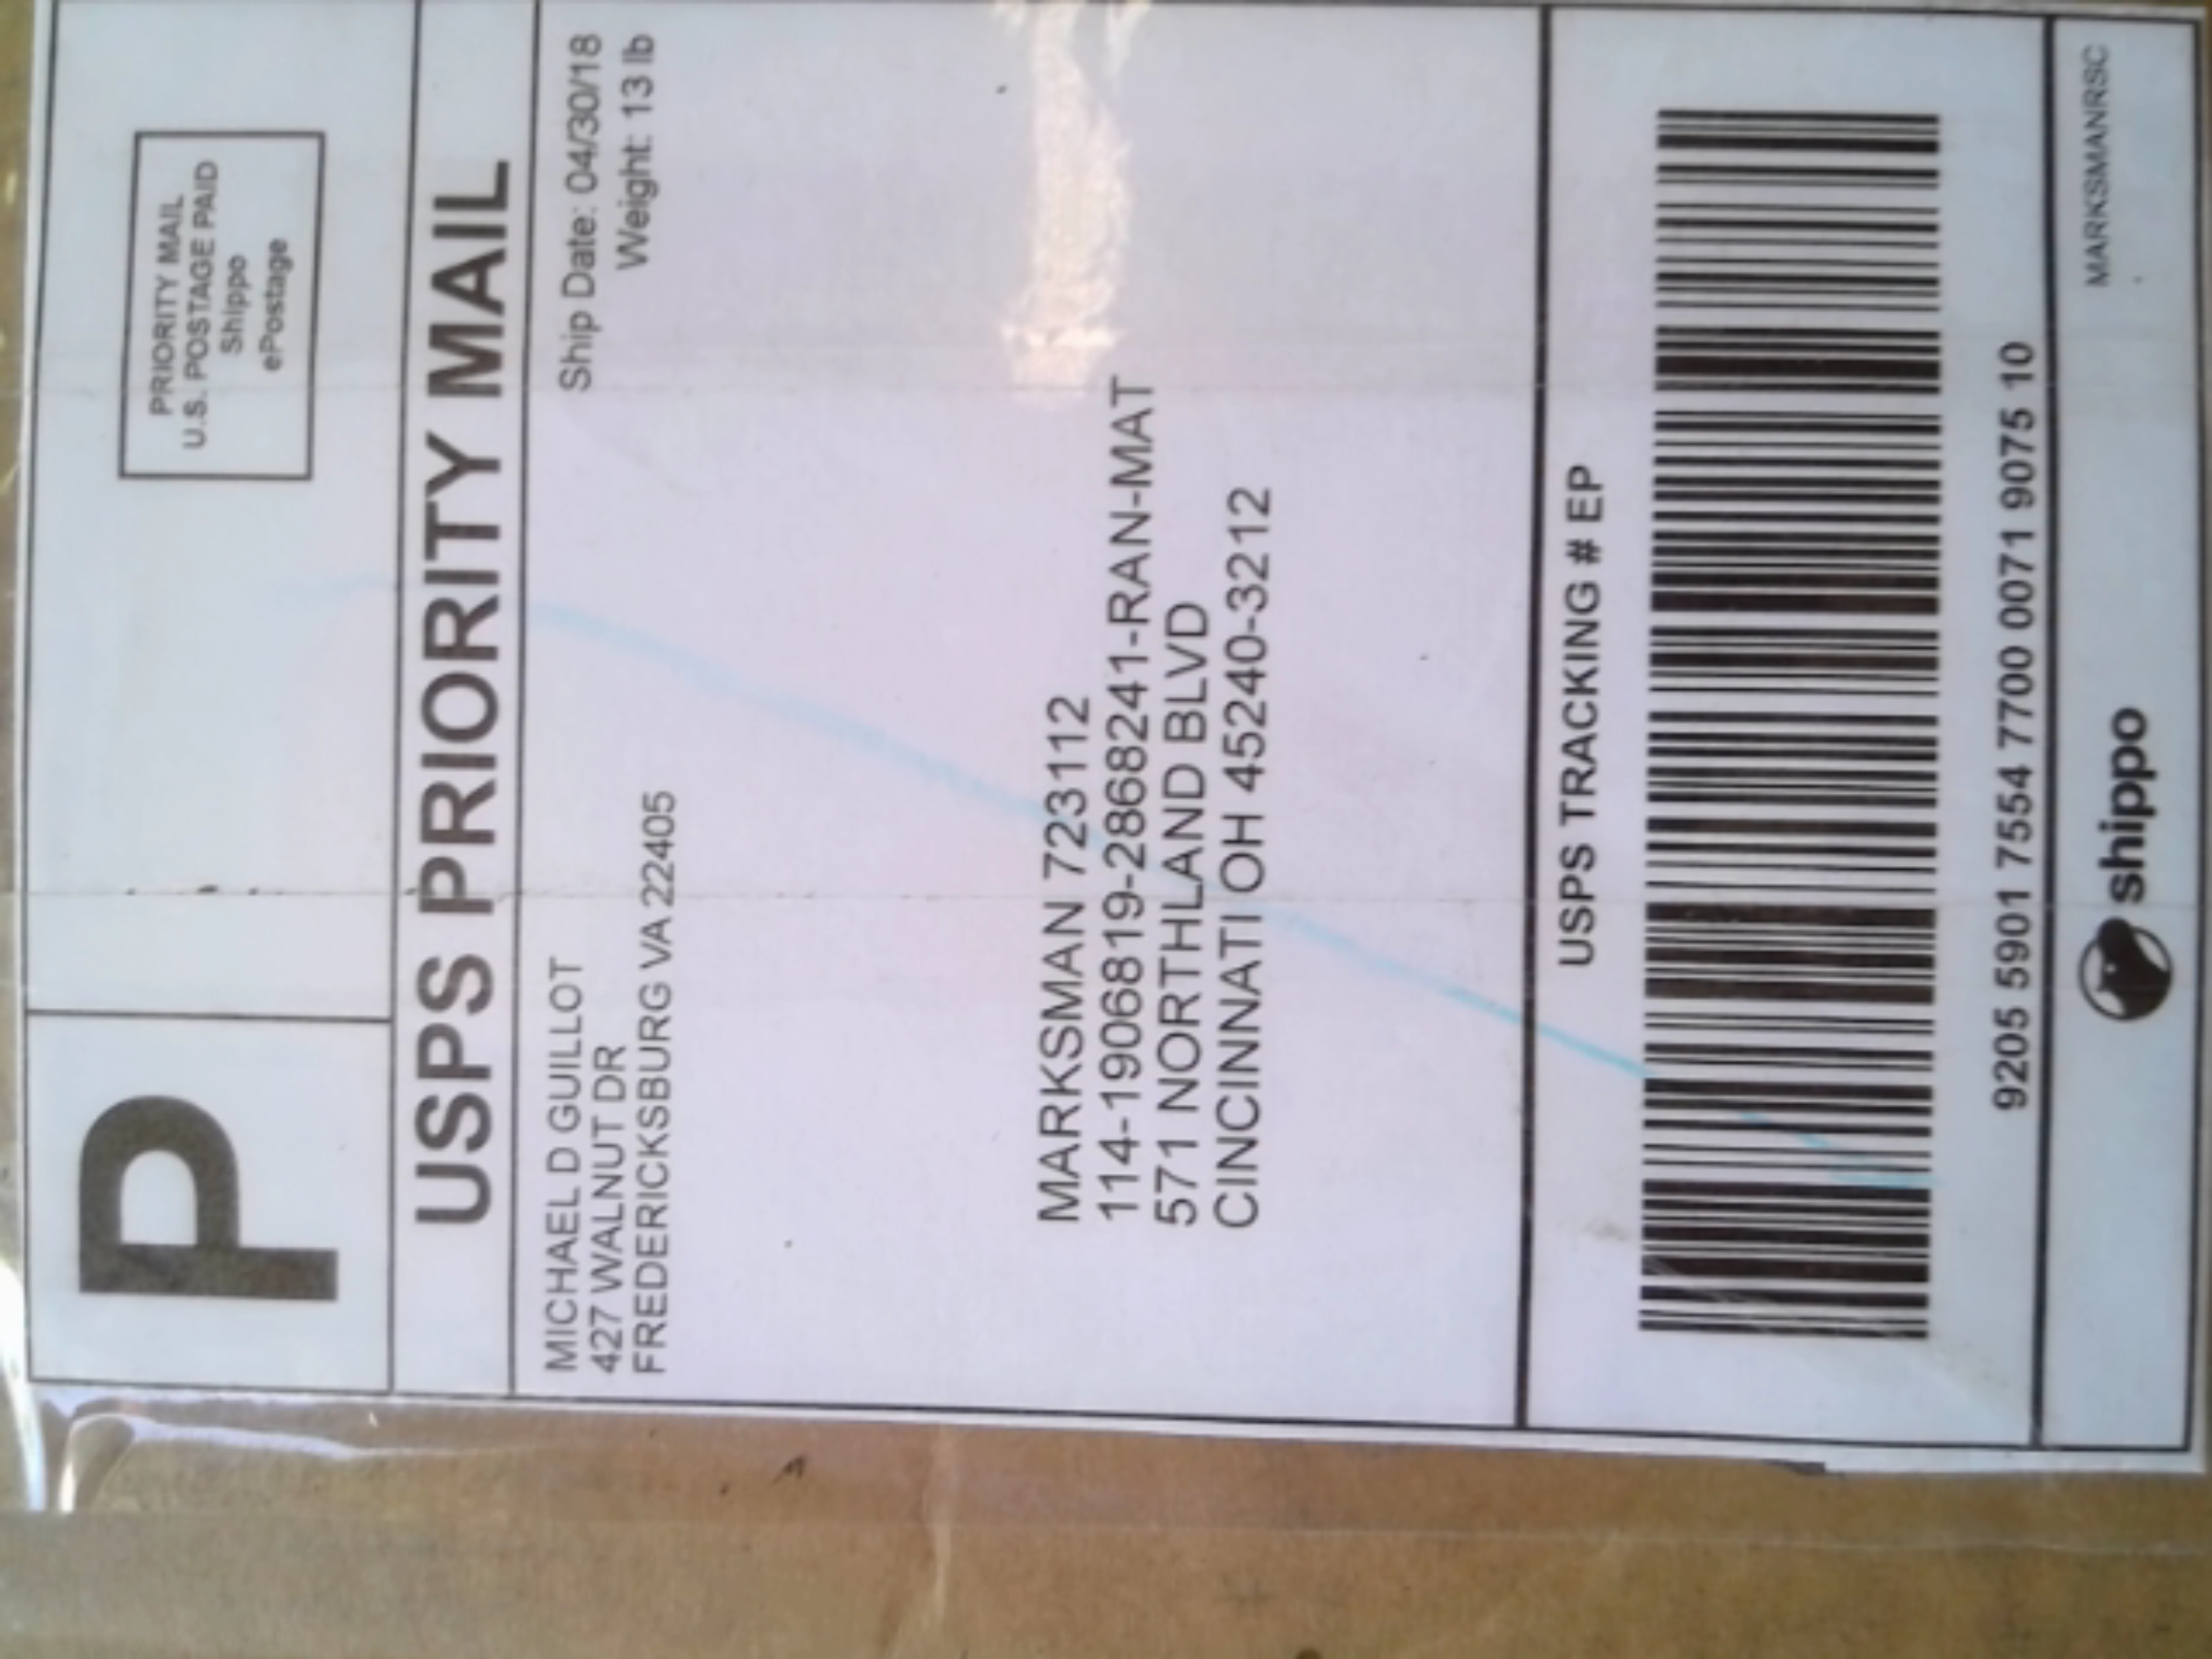 P
PRIORITY MAIL
U.S. POSTAGE PAID
Shippo
ePostage
USPS PRIORITY MAIL
MICHAEL D GUILLOT
427 WALNUT DR
FREDERICKSBURG VA 22405
Ship Date: 04/30/18
Weight: 13 lb
MARKSMAN 723112
114-1906819-2868241-RAN-MAT
571 NORTHLAND BLVD
CINCINNATI OH 45240-3212
USPS TRACKING # EP
9205 5901 7554 7700 0071 9075 10
shippo
MARKSMANRSC